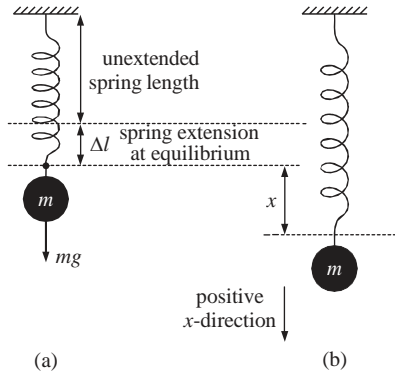 unextended
spring length
Δl
spring extension
at equilibrium
m
mg
x
m
positive
x-direction
(a)
(b)